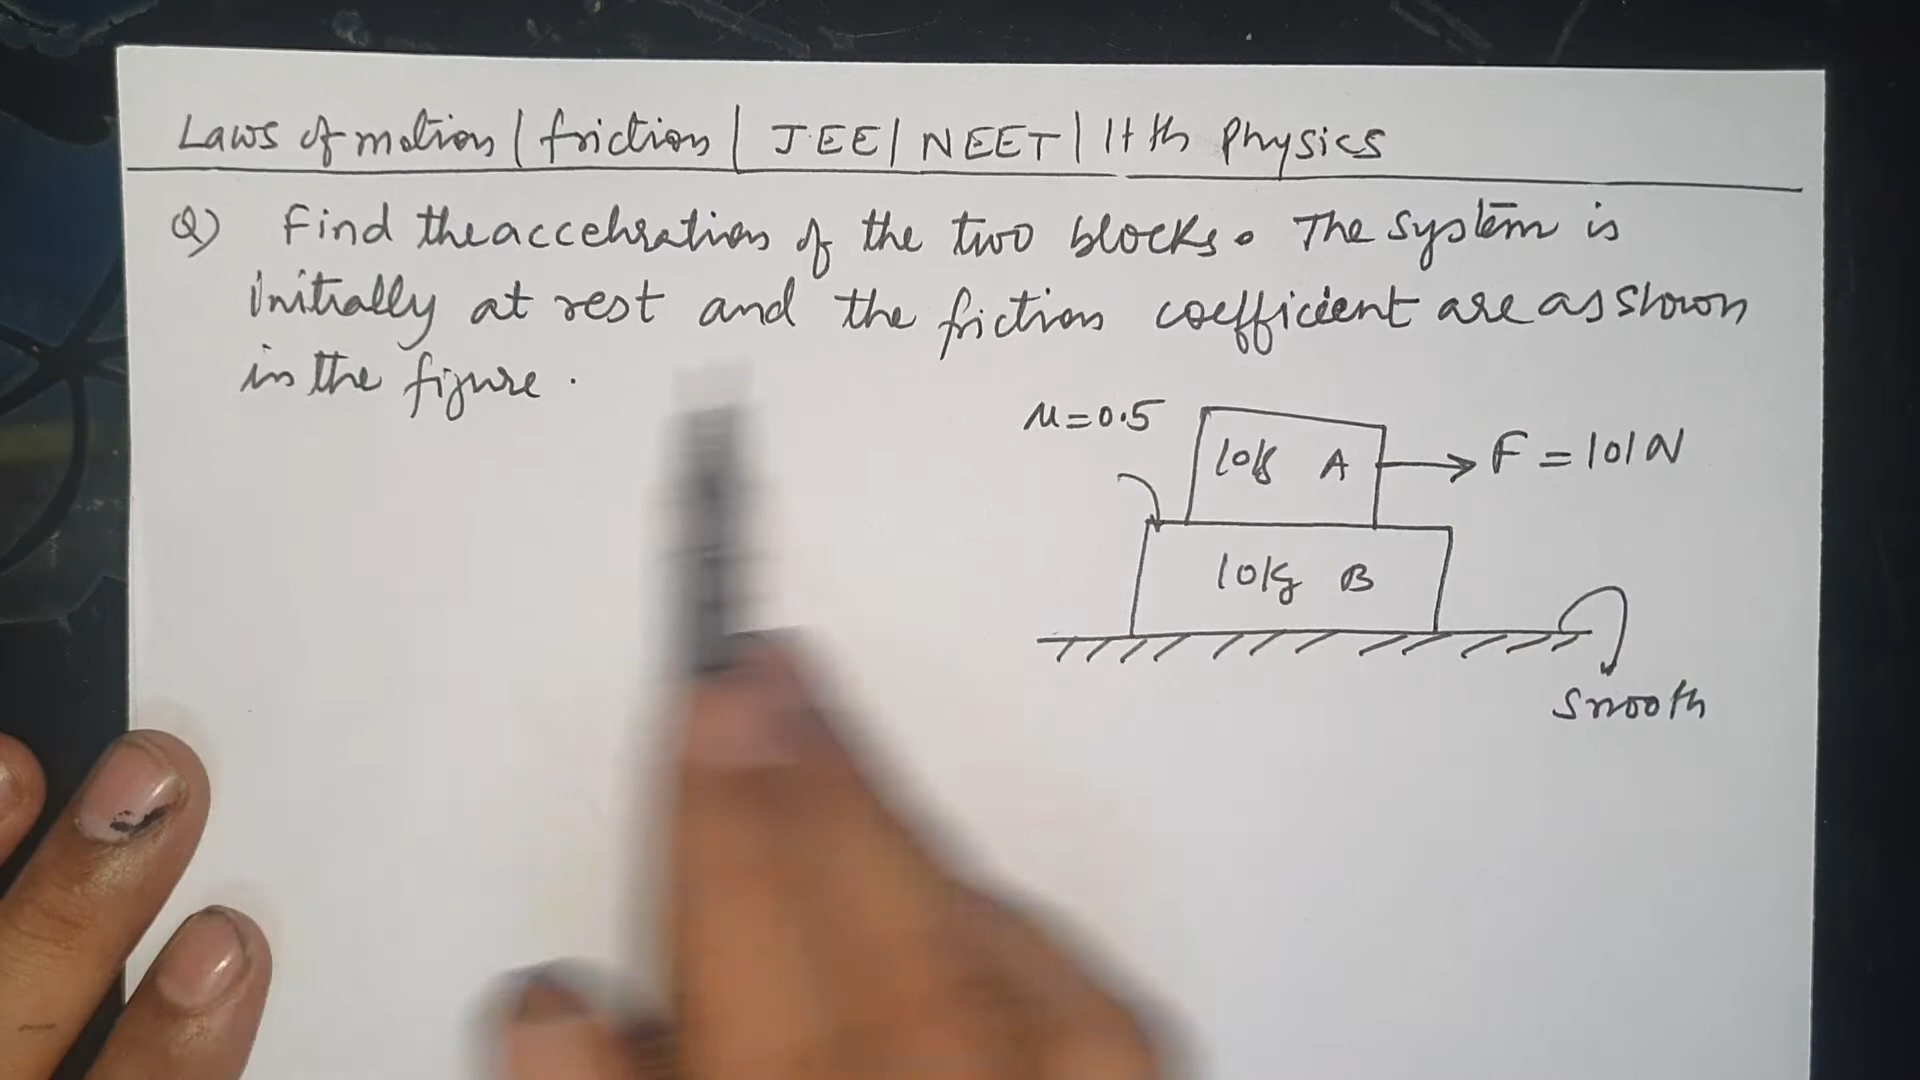 Laws of motion | friction | JEE | NEET | 11th Physics
Q) Find the acceleration of the two blocks. The system is
initially at rest and the friction coefficient are as shown
in the figure.
μ=0.5
10kg A
F = 101N
10kg B
Smooth